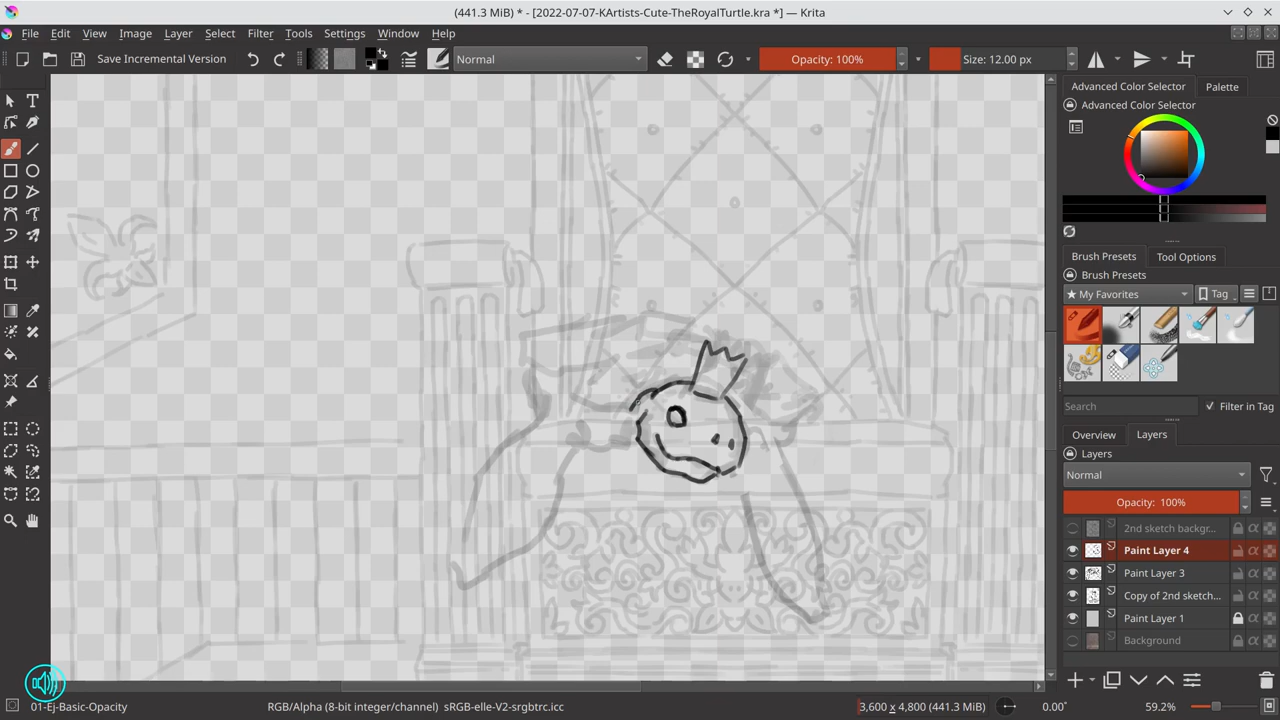 (441.3 MiB) * - [2022-07-07-KArtists-Cute-TheRoyalTurtle.kra *] — Krita
File Edit View Image Layer Select Filter Tools Settings Window Help
Save Incremental Version Normal Opacity: 100% Size: 12.00 px
Advanced Color Selector Palette
Advanced Color Selector
Brush Presets Tool Options
Brush Presets
★ My Favorites Tag
Search Filter in Tag
Overview Layers
Layers
Normal
Opacity: 100%
2nd sketch backgr...
Paint Layer 4
Paint Layer 3
Copy of 2nd sketch...
Paint Layer 1
Background
01-Ej-Basic-Opacity RGB/Alpha (8-bit integer/channel) sRGB-elle-V2-srgbtrc.icc 3,600 x 4,800 (441.3 MiB) 0.00° 59.2%